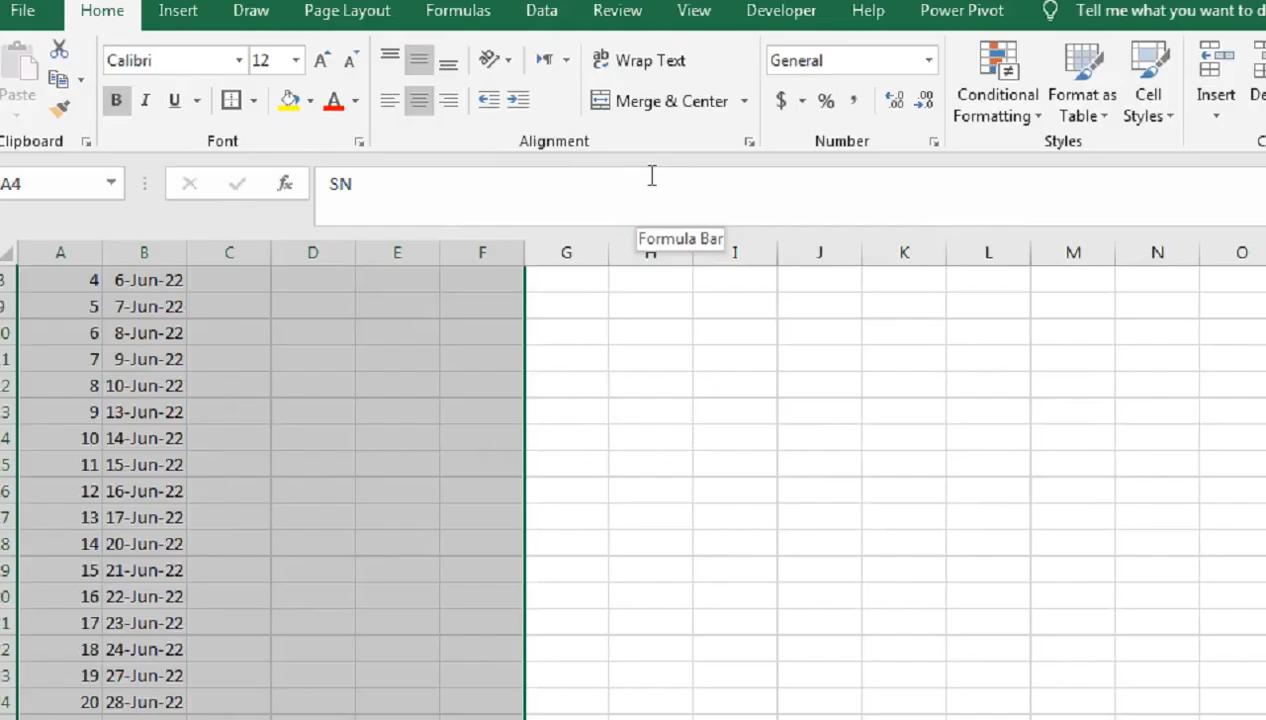 File Home Insert Draw Page Layout Formulas Data Review View Developer Help Power Pivot Tell me what you want to d
Calibri 12 Wrap Text General
Paste B I U A Merge & Center $ % , Conditional Formatting Format as Table Cell Styles Insert
Clipboard Font Alignment Number Styles
A4 fx SN
Formula Bar
A B C D E F G H I J K L M N O
4 6-Jun-22
5 7-Jun-22
6 8-Jun-22
7 9-Jun-22
8 10-Jun-22
9 13-Jun-22
10 14-Jun-22
11 15-Jun-22
12 16-Jun-22
13 17-Jun-22
14 20-Jun-22
15 21-Jun-22
16 22-Jun-22
17 23-Jun-22
18 24-Jun-22
19 27-Jun-22
20 28-Jun-22